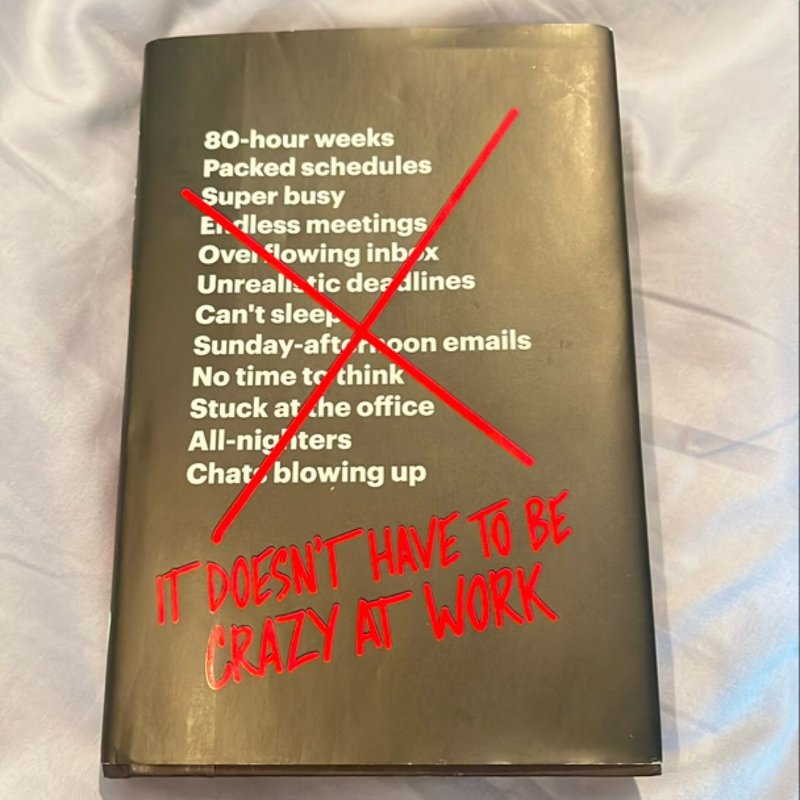 80-hour weeks
Packed schedules
Super busy
Endless meetings
Overflowing inbox
Unrealistic deadlines
Can't sleep
Sunday-afternoon emails
No time to think
Stuck at the office
All-nighters
Chats blowing up
IT DOESN'T HAVE TO BE
CRAZY AT WORK